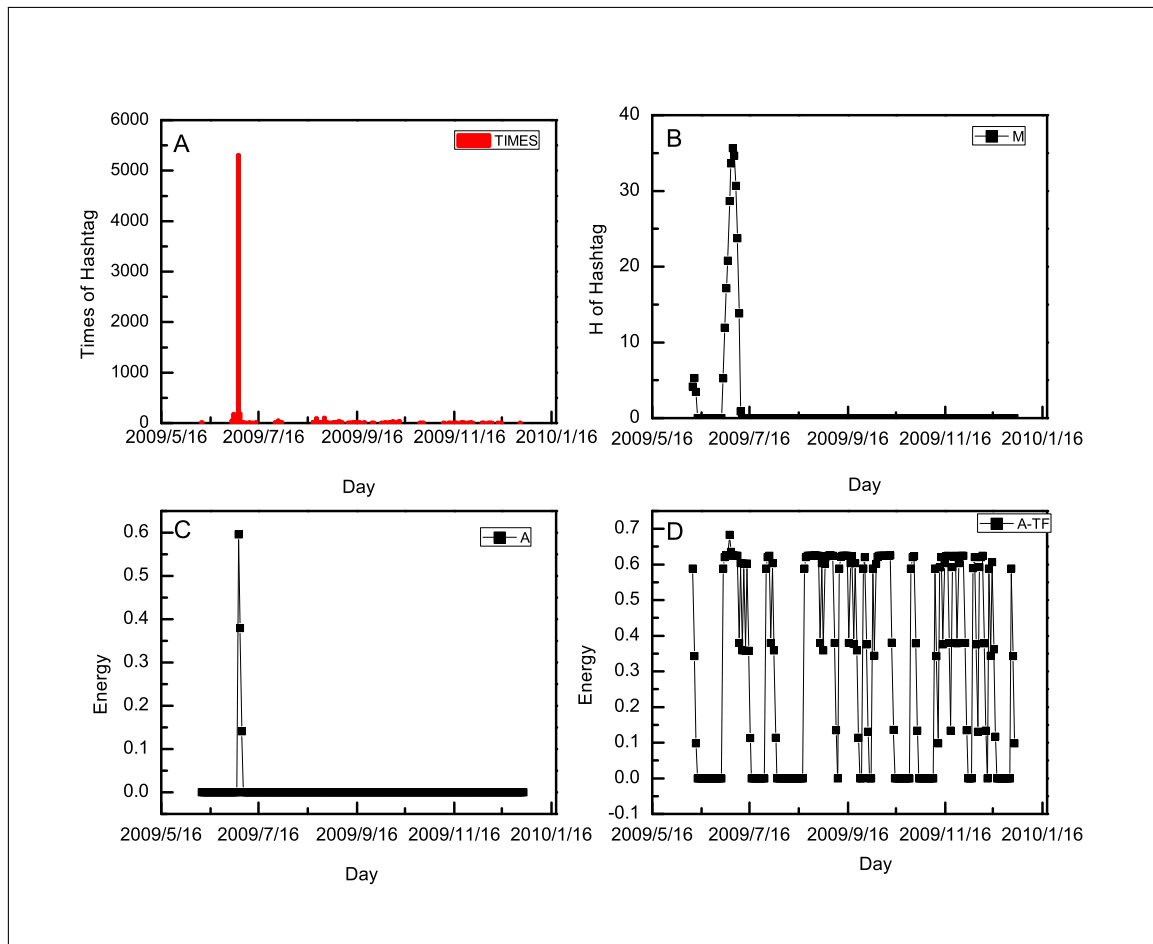 A
TIMES
6000
5000
4000
3000
2000
1000
0
Times of Hashtag
2009/5/16 2009/7/16 2009/9/16 2009/11/16 2010/1/16
Day
B
M
40
30
20
10
0
H of Hashtag
2009/5/16 2009/7/16 2009/9/16 2009/11/16 2010/1/16
Day
C
A
0.6
0.5
0.4
0.3
0.2
0.1
0.0
Energy
2009/5/16 2009/7/16 2009/9/16 2009/11/16 2010/1/16
Day
D
A-TF
0.7
0.6
0.5
0.4
0.3
0.2
0.1
0.0
-0.1
Energy
2009/5/16 2009/7/16 2009/9/16 2009/11/16 2010/1/16
Day